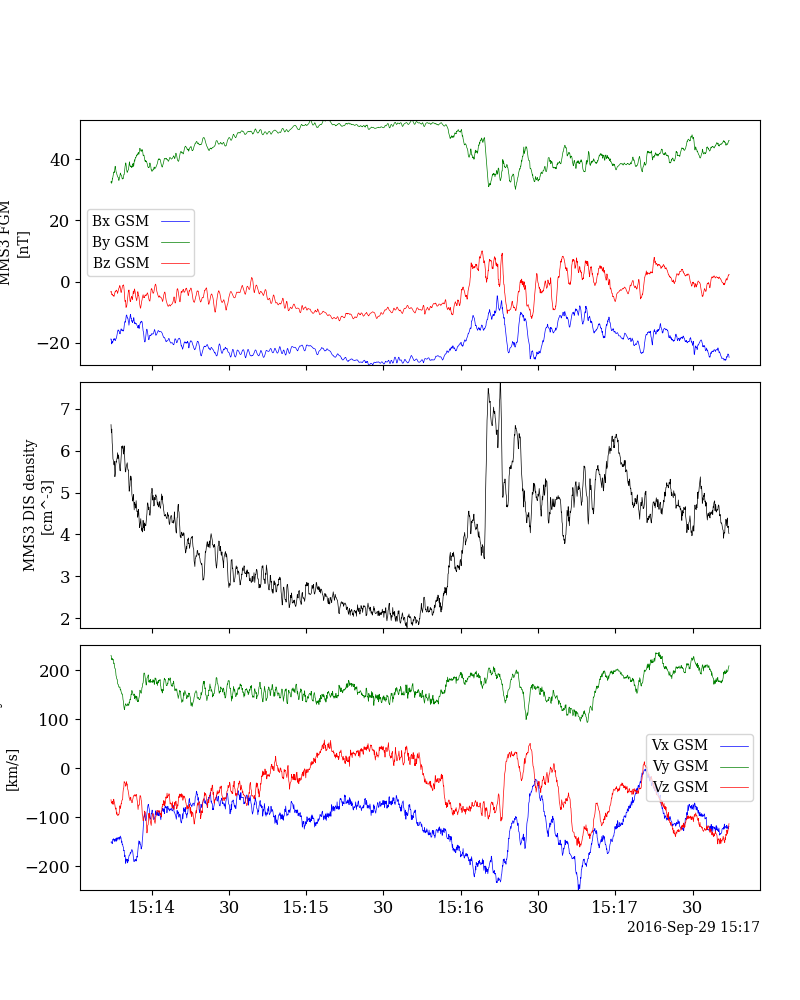 40
20
0
−20
MMS3 FGM
[nT]
Bx GSM
By GSM
Bz GSM
7
6
5
4
3
2
MMS3 DIS density
[cm^-3]
200
100
0
−100
−200
[km/s]
Vx GSM
Vy GSM
Vz GSM
15:14 30 15:15 30 15:16 30 15:17 30
2016-Sep-29 15:17